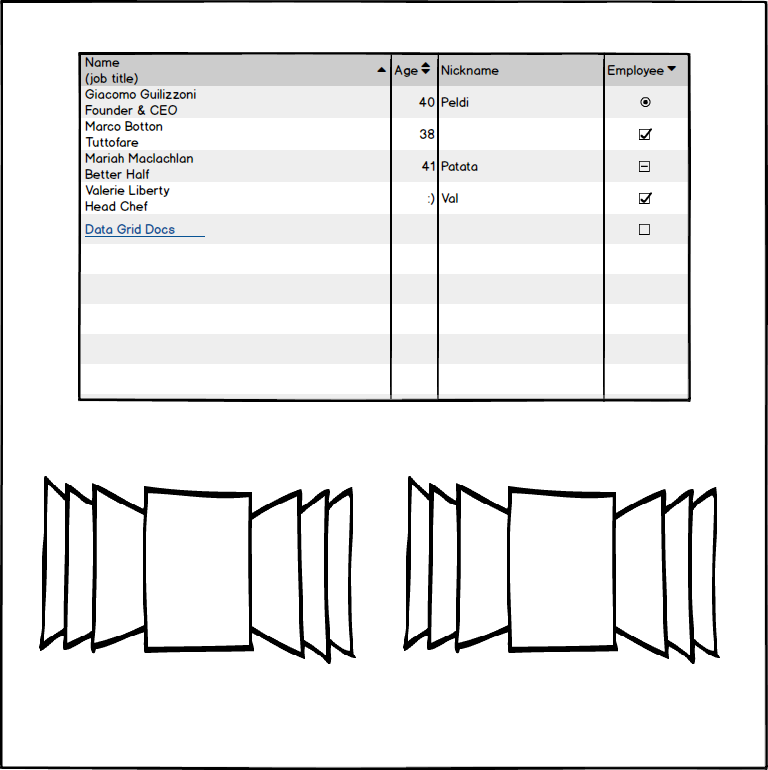 Name
(job title)
Age
Nickname
Employee
Giacomo Guilizzoni
Founder & CEO
40
Peldi
Marco Botton
Tuttofare
38
Mariah Maclachlan
Better Half
41
Patata
Valerie Liberty
Head Chef
:)
Val
Data Grid Docs